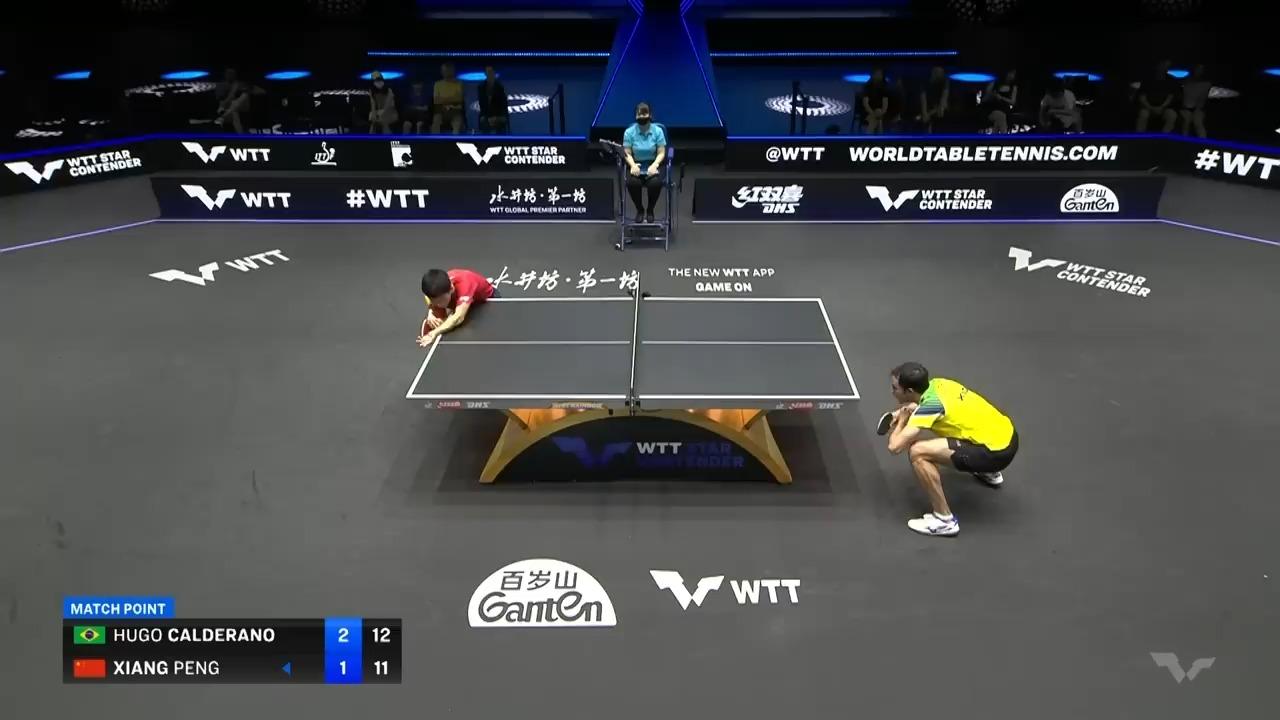 WTT STAR
CONTENDER
WTT
WTT STAR
CONTENDER
@WTT
WORLDTABLETENNIS.COM
#WT
WTT
#WTT
水井坊·第一坊
WTT GLOBAL PREMIER PARTNER
红双喜
DHS
WTT STAR
CONTENDER
百岁山
GanTEn
WTT
水井坊·第一坊
THE NEW WTT APP
GAME ON
WTT STAR
CONTENDER
DHS
DHS
WTT STAR
CONTENDER
百岁山
GanTEn
WTT
MATCH POINT
HUGO CALDERANO 2 12
XIANG PENG 1 11